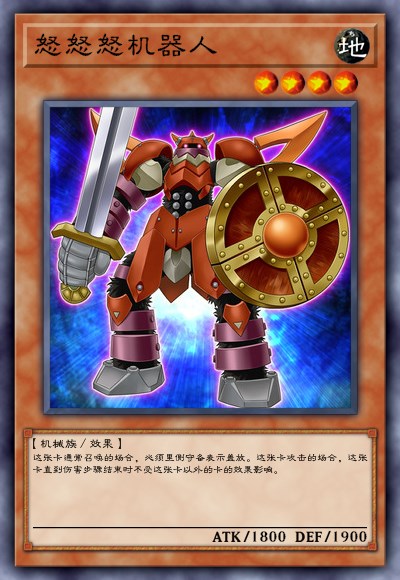 怒怒怒机器人
地
【机械族／效果】
这张卡通常召唤的场合，必须里侧守备表示盖放。这张卡攻击的场合，这张
卡直到伤害步骤结束时不受这张卡以外的卡的效果影响。
ATK/1800 DEF/1900